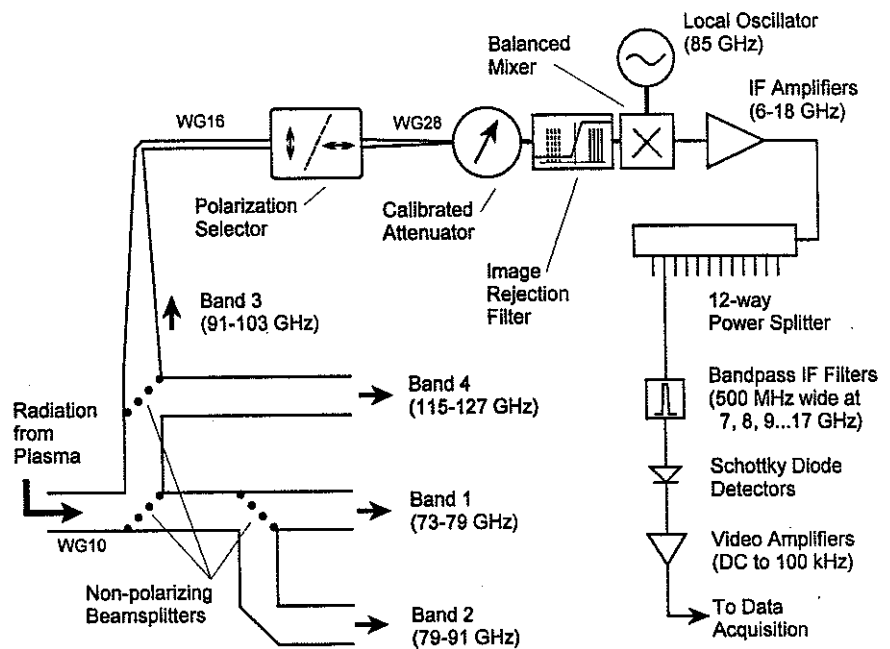 Local Oscillator
(85 GHz)
Balanced
Mixer
IF Amplifiers
(6-18 GHz)
WG16
WG28
Polarization
Selector
Calibrated
Attenuator
Image
Rejection
Filter
12-way
Power Splitter
Band 3
(91-103 GHz)
Bandpass IF Filters
(500 MHz wide at
7, 8, 9...17 GHz)
Band 4
(115-127 GHz)
Radiation
from
Plasma
Schottky Diode
Detectors
Band 1
(73-79 GHz)
WG10
Video Amplifiers
(DC to 100 kHz)
Non-polarizing
Beamsplitters
Band 2
(79-91 GHz)
To Data
Acquisition